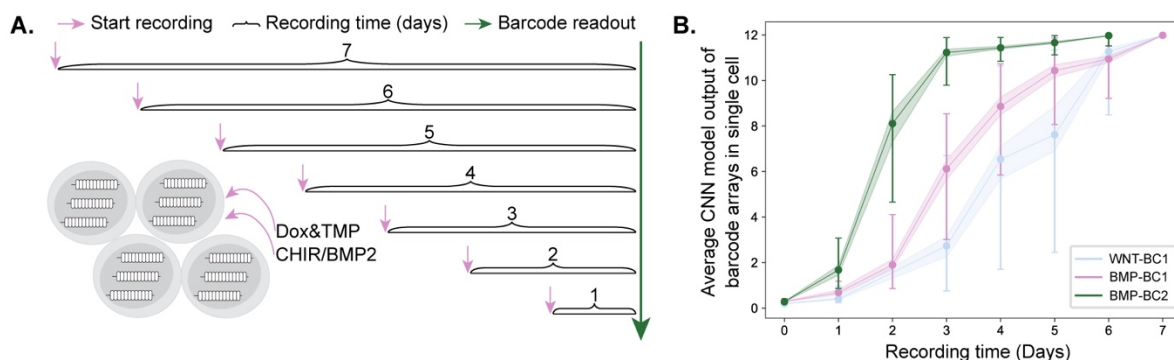 A.
Start recording
Recording time (days)
Barcode readout
7
6
5
4
3
2
1
Dox&TMP
CHIR/BMP2
B.
Average CNN model output of
barcode arrays in single cell
12
10
8
6
4
2
0
0 1 2 3 4 5 6 7
Recording time (Days)
WNT-BC1
BMP-BC1
BMP-BC2